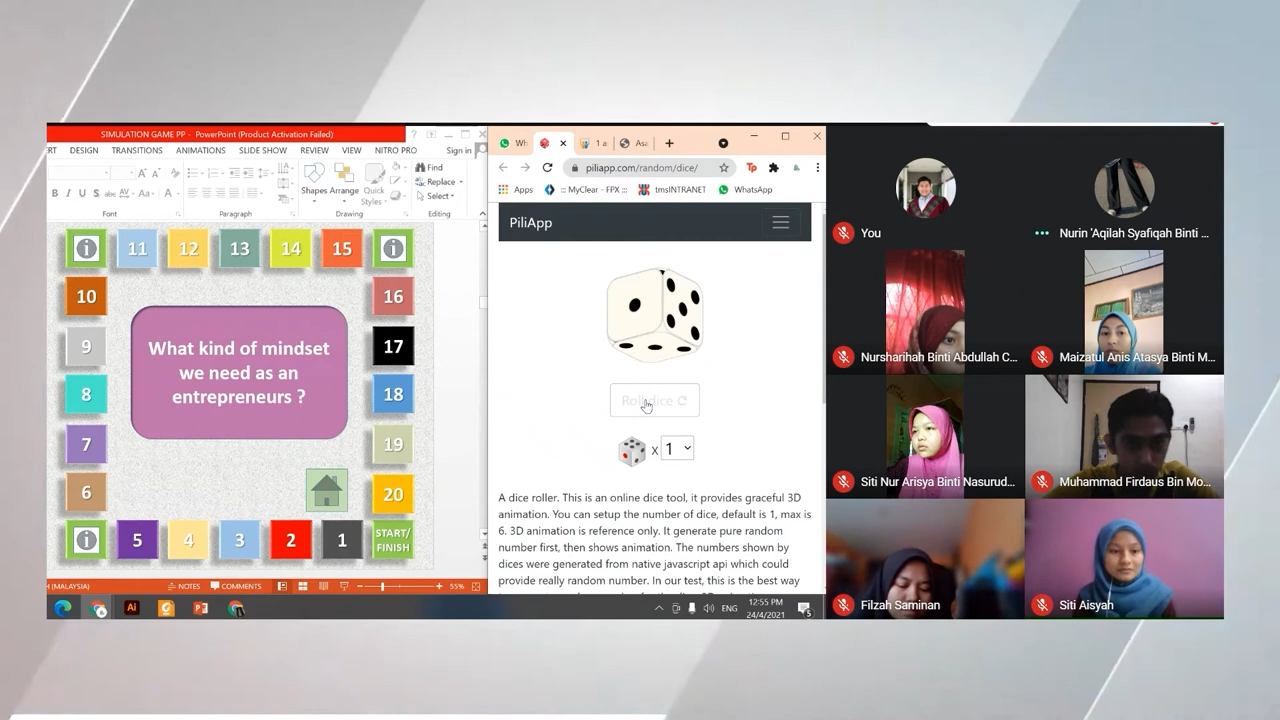 SIMULATION GAME PP - PowerPoint (Product Activation Failed)
RT DESIGN TRANSITIONS ANIMATIONS SLIDE SHOW REVIEW VIEW NITRO PRO Sign in
Find
Replace
Select
Shapes Arrange Quick Styles
Font Paragraph Drawing Editing
11 12 13 14 15
10 16
9 17
8 18
7 19
6 20
What kind of mindset
we need as an
entrepreneurs ?
5 4 3 2 1 START/
FINISH
(MALAYSIA) NOTES COMMENTS 55%
Wh 1 a Asa
piliapp.com/random/dice/
Apps ::: MyClear - FPX ::: tmsINTRANET WhatsApp
PiliApp
Roll dice
x 1
A dice roller. This is an online dice tool, it provides graceful 3D
animation. You can setup the number of dice, default is 1, max is
6. 3D animation is reference only. It generate pure random
number first, then shows animation. The numbers shown by
dices were generated from native javascript api which could
provide really random number. In our test, this is the best way
ENG
12:55 PM
24/4/2021
5
You
Nurin 'Aqilah Syafiqah Binti ...
Nursharihah Binti Abdullah C...
Maizatul Anis Atasya Binti M...
Siti Nur Arisya Binti Nasurud...
Muhammad Firdaus Bin Mo...
Filzah Saminan
Siti Aisyah